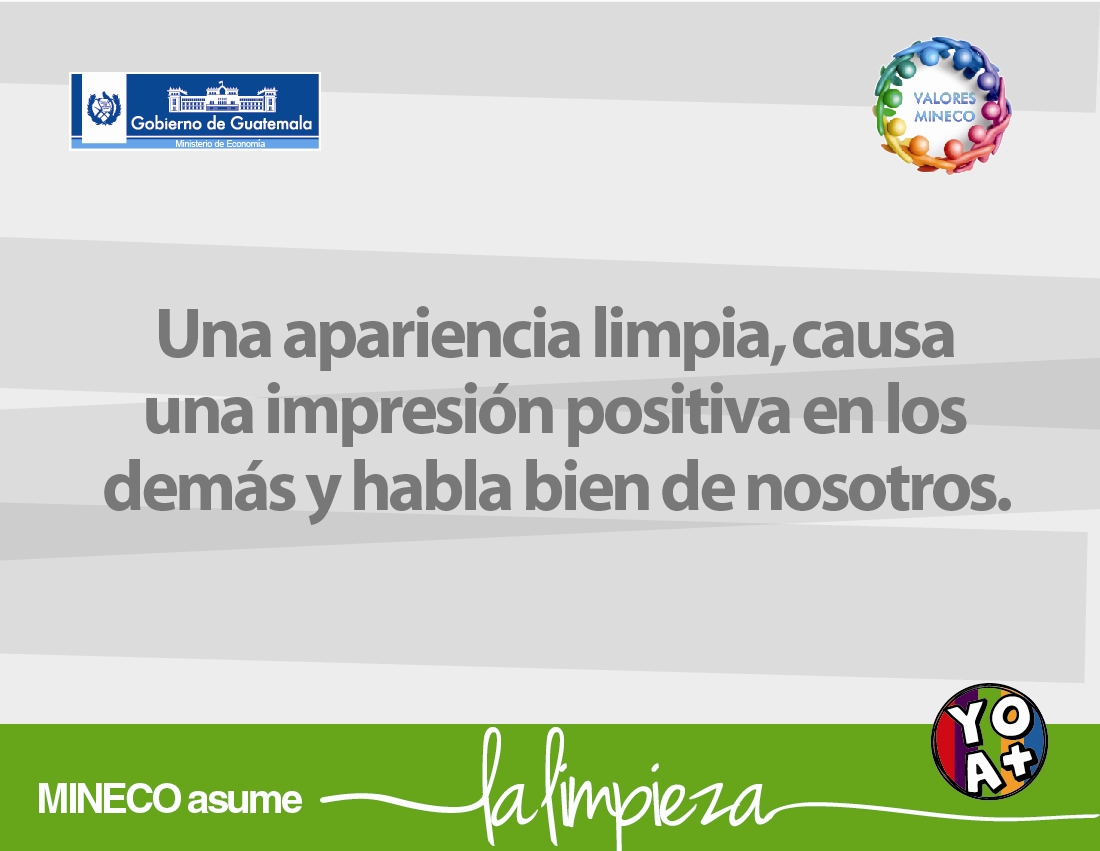 Gobierno de Guatemala
Ministerio de Economía
VALORES
MINECO
Una apariencia limpia, causa
una impresión positiva en los
demás y habla bien de nosotros.
MINECO asume la limpieza
YO
A+